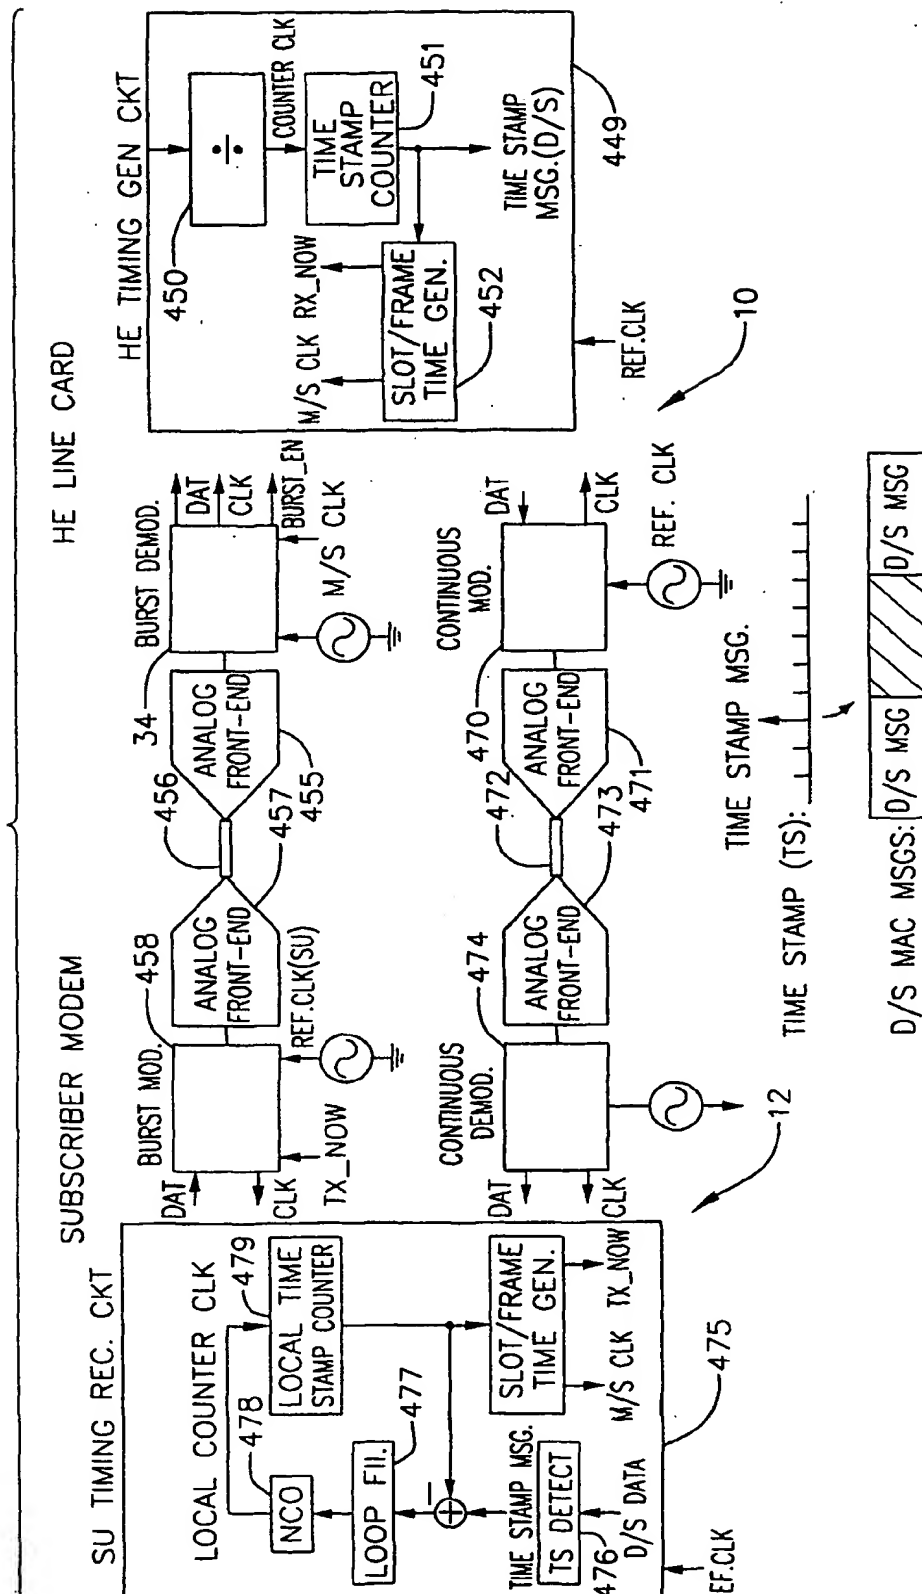 SUBSCRIBER MODEM
HE LINE CARD
SU TIMING REC. CKT
LOCAL COUNTER CLK
478
NCO
479
LOCAL TIME
STAMP COUNTER
LOOP FIL.
477
–
+
TIME STAMP MSG.
TS DETECT
476
D/S DATA
SLOT/FRAME
TIME GEN.
M/S CLK
TX_NOW
475
REF.CLK
BURST MOD.
458
DAT
CLK
TX_NOW
REF.CLK(SU)
ANALOG
FRONT-END
457
456
ANALOG
FRONT-END
455
34
BURST DEMOD.
DAT
CLK
BURST_EN
M/S CLK
CONTINUOUS
DEMOD.
474
DAT
CLK
12
ANALOG
FRONT-END
473
472
ANALOG
FRONT-END
471
470
CONTINUOUS
MOD.
DAT
CLK
REF. CLK
10
HE TIMING GEN CKT
450
÷
COUNTER CLK
TIME
STAMP
COUNTER
451
M/S CLK
RX_NOW
SLOT/FRAME
TIME GEN.
452
TIME STAMP
MSG.(D/S)
449
REF.CLK
TIME STAMP MSG.
TIME STAMP (TS):
D/S MAC MSGS:
D/S MSG
D/S MSG